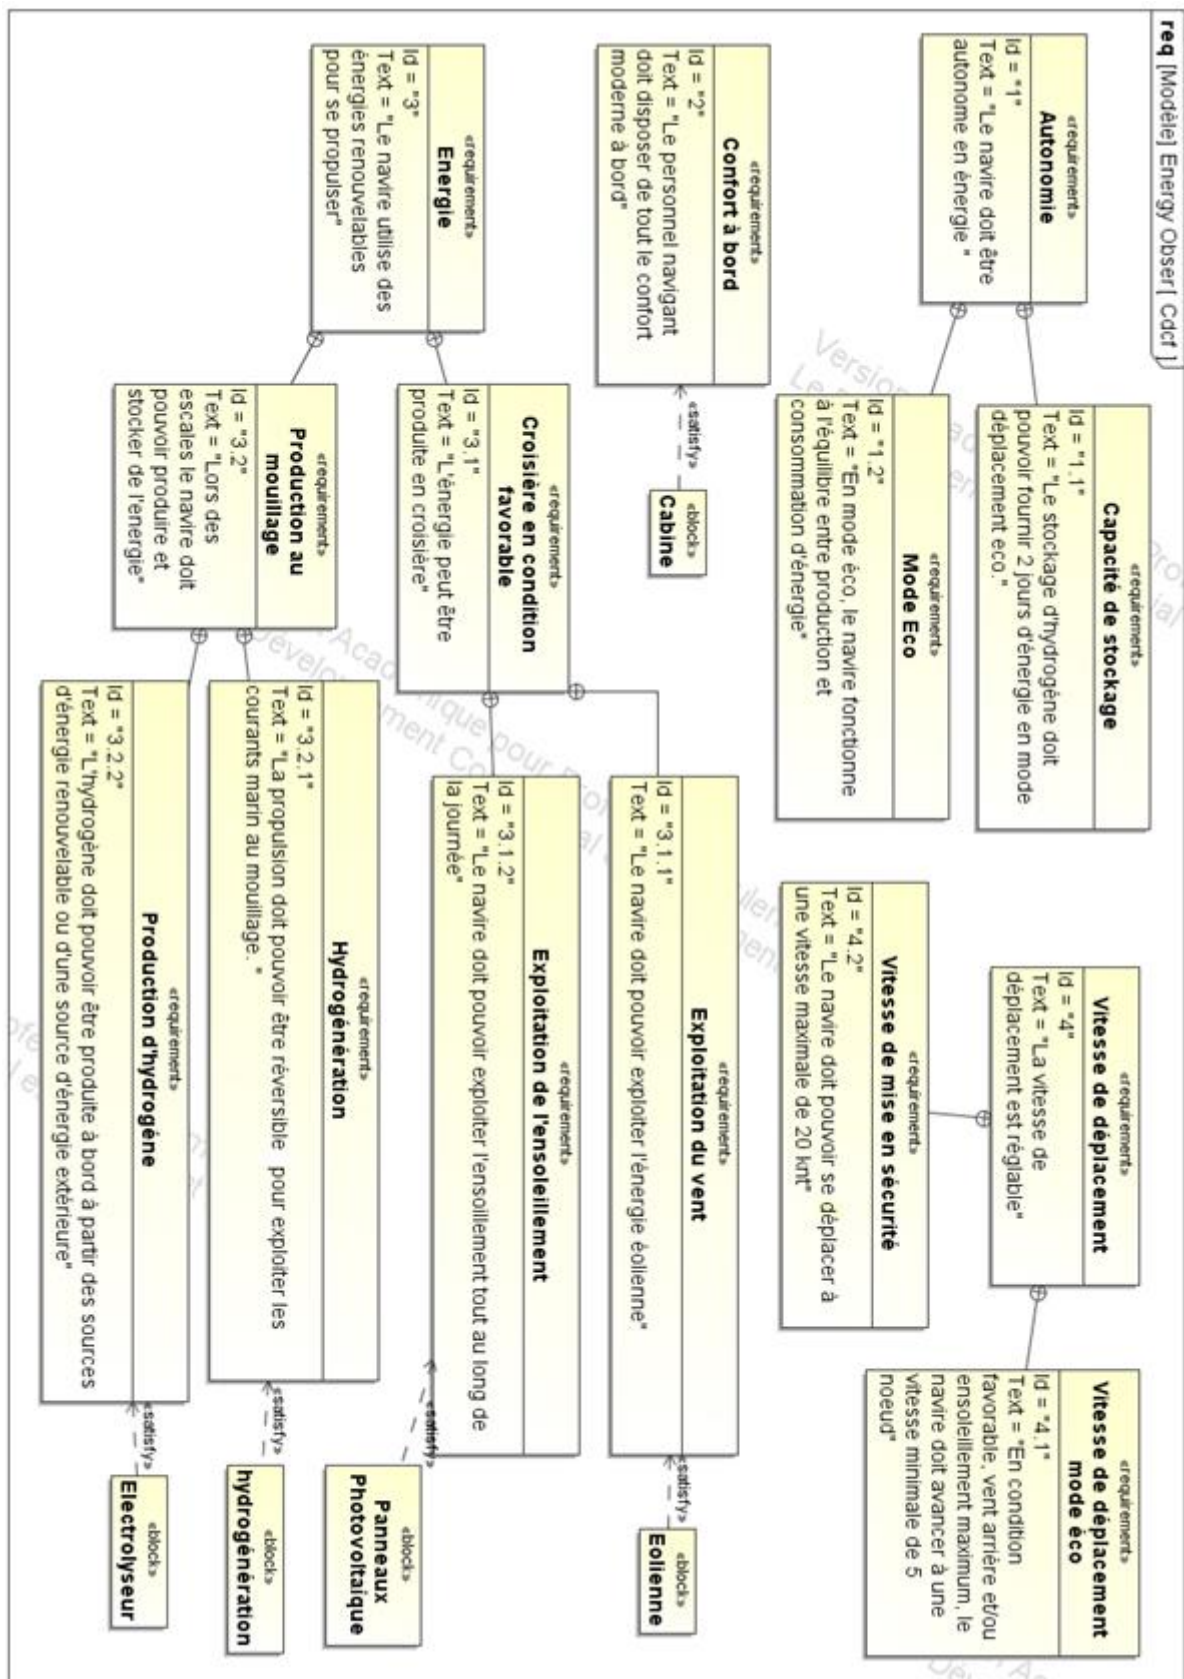 req [Modèle] Energy Obser[ Cdcf ]
«requirement»
Autonomie
Id = "1"
Text = "Le navire doit être
autonome en énergie "
«requirement»
Capacité de stockage
Id = "1.1"
Text = "Le stockage d'hydrogène doit
pouvoir fournir 2 jours d'énergie en mode
déplacement eco."
«requirement»
Mode Eco
Id = "1.2"
Text = "En mode éco, le navire fonctionne
à l'équilibre entre production et
consommation d'énergie"
«requirement»
Vitesse de déplacement
Id = "4"
Text = "La vitesse de
déplacement est réglable"
«requirement»
Vitesse de déplacement
mode éco
Id = "4.1"
Text = "En condition
favorable, vent arrière et/ou
ensoleillement maximum, le
navire doit avancer à une
vitesse minimale de 5
noeud"
«requirement»
Vitesse de mise en sécurité
Id = "4.2"
Text = "Le navire doit pouvoir se déplacer à
une vitesse maximale de 20 knt"
«requirement»
Confort à bord
Id = "2"
Text = "Le personnel navigant
doit disposer de tout le confort
moderne à bord"
«satisfy»
«block»
Cabine
«requirement»
Energie
Id = "3"
Text = "Le navire utilise des
énergies renouvelables
pour se propulser"
«requirement»
Croisière en condition
favorable
Id = "3.1"
Text = "L'énergie peut être
produite en croisière"
«requirement»
Exploitation du vent
Id = "3.1.1"
Text = "Le navire doit pouvoir exploiter l'énergie éolienne"
«satisfy»
«block»
Eolienne
«requirement»
Exploitation de l'ensoleillement
Id = "3.1.2"
Text = "Le navire doit pouvoir exploiter l'ensoillement tout au long de
la journée"
«satisfy»
«block»
Panneaux
Photovoltaique
«requirement»
Production au
mouillage
Id = "3.2"
Text = "Lors des
escales le navire doit
pouvoir produire et
stocker de l'energie"
«requirement»
Hydrogénération
Id = "3.2.1"
Text = "La propulsion doit pouvoir être réversible pour exploiter les
courants marin au mouillage. "
«satisfy»
«block»
hydrogénération
«requirement»
Production d'hydrogéne
Id = "3.2.2"
Text = "L'hydrogène doit pouvoir être produite à bord à partir des sources
d'énergie renouvelable ou d'une source d'énergie extérieure"
«satisfy»
«block»
Electrolyseur